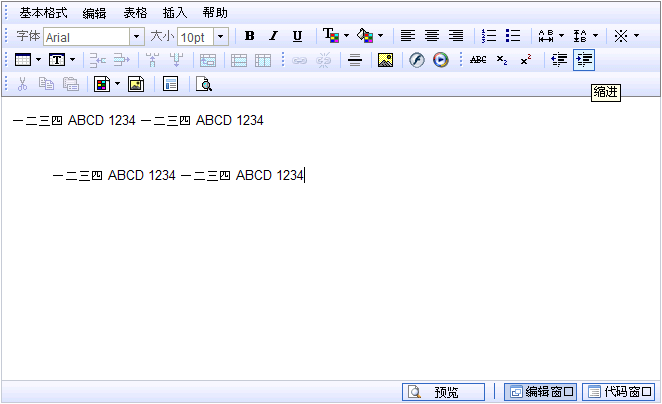 基本格式 编辑 表格 插入 帮助
字体 Arial 大小 10pt B I U T A B A
T ABC x₂ x²
缩进
一二三四 ABCD 1234 一二三四 ABCD 1234
一二三四 ABCD 1234 一二三四 ABCD 1234
预览 编辑窗口 代码窗口